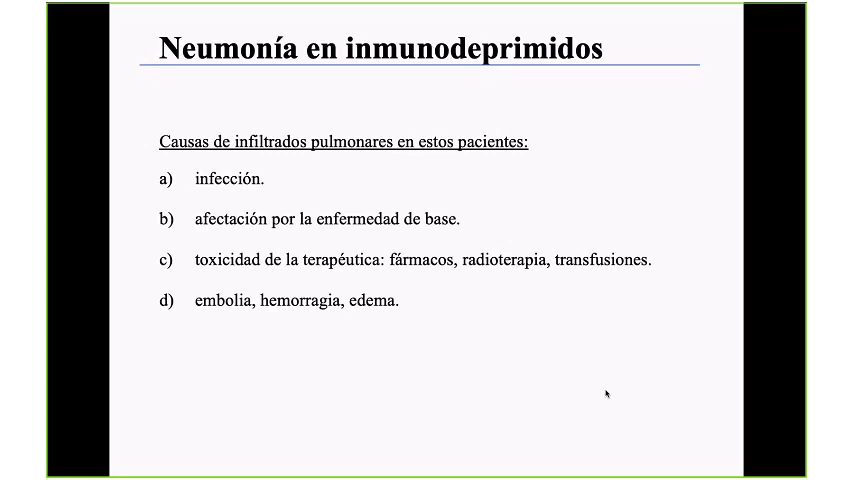 Neumonía en inmunodeprimidos
Causas de infiltrados pulmonares en estos pacientes:
a) infección.
b) afectación por la enfermedad de base.
c) toxicidad de la terapéutica: fármacos, radioterapia, transfusiones.
d) embolia, hemorragia, edema.